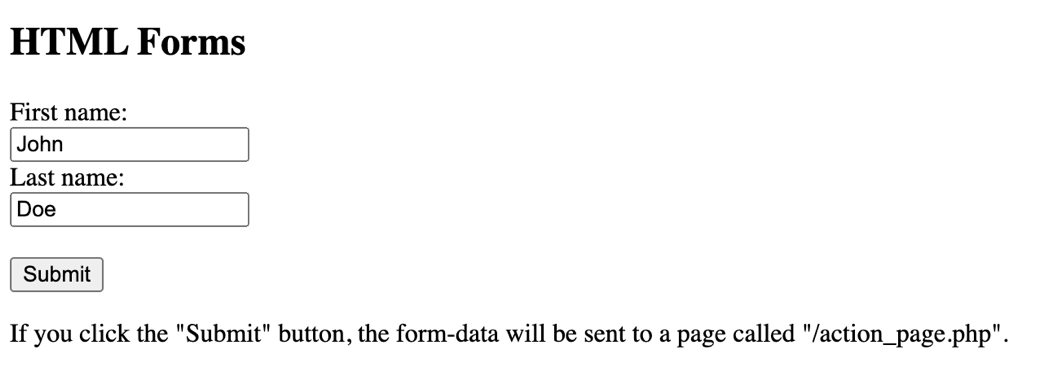 HTML Forms
First name:
John
Last name:
Doe
Submit
If you click the "Submit" button, the form-data will be sent to a page called "/action_page.php".